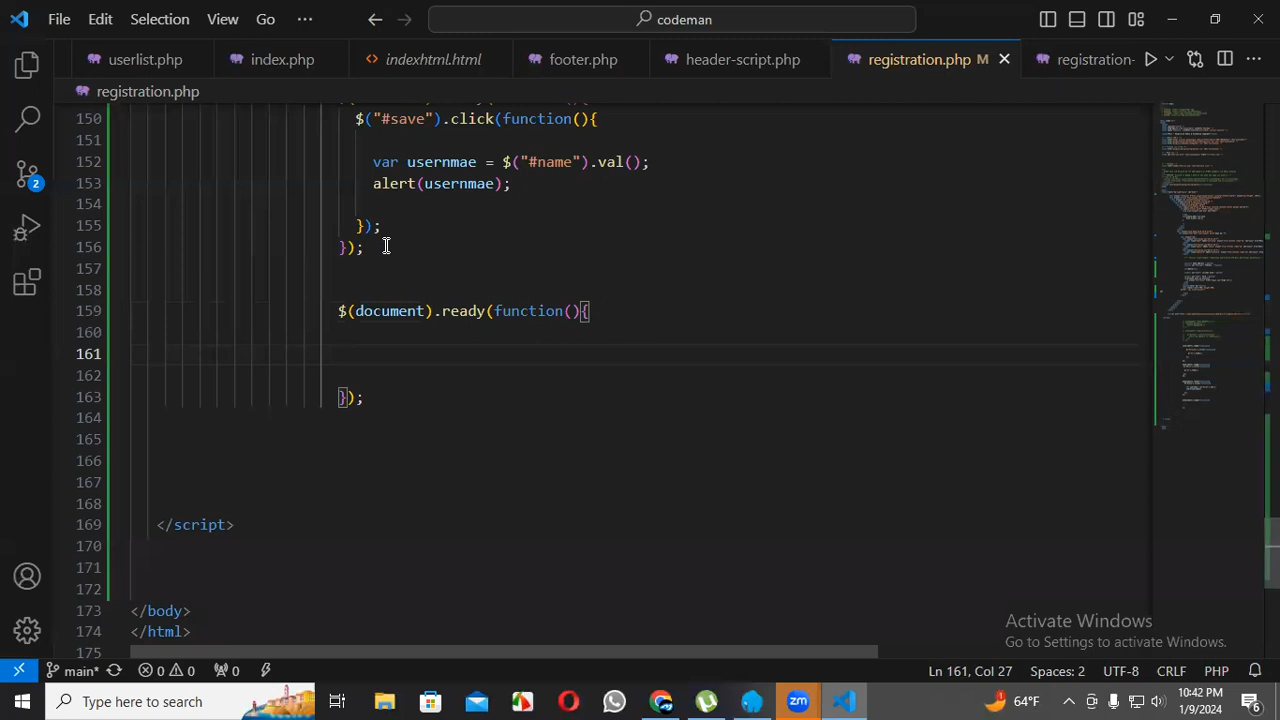 File Edit Selection View Go ··· codeman
userlist.php index.php indexhtml.html footer.php header-script.php registration.php M registration-
registration.php
150 $("#save").click(function(){
151
152 var usernmae = $("#name").val();
153 alert(usernmae);
154
155 });
156 });
157
158
159 $(document).ready(function(){
160
161
162
163 });
164
165
166
167
168
169 </script>
170
171
172
173 </body>
174 </html>
175
2
Activate Windows
Go to Settings to activate Windows.
main* 0 0 0 Ln 161, Col 27 Spaces: 2 UTF-8 CRLF PHP
Type here to search zm 64°F 10:42 PM
1/9/2024 6